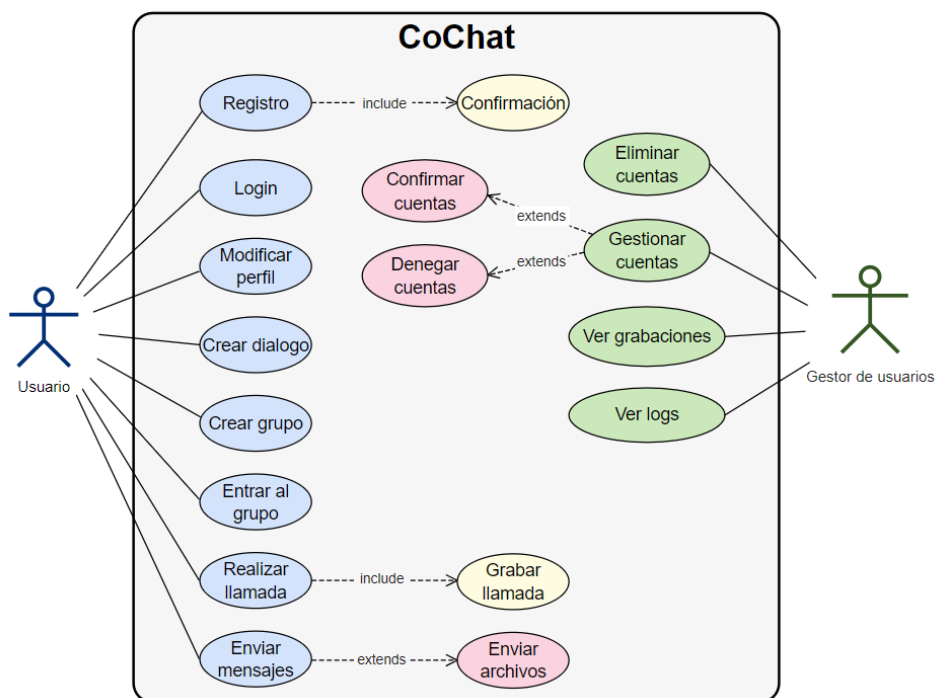 CoChat
Registro
include
Confirmación
Eliminar
cuentas
Login
Confirmar
cuentas
extends
Modificar
perfil
Denegar
cuentas
extends
Gestionar
cuentas
Crear dialogo
Ver grabaciones
Usuario
Gestor de usuarios
Crear grupo
Ver logs
Entrar al
grupo
Realizar
llamada
include
Grabar
llamada
Enviar
mensajes
extends
Enviar
archivos